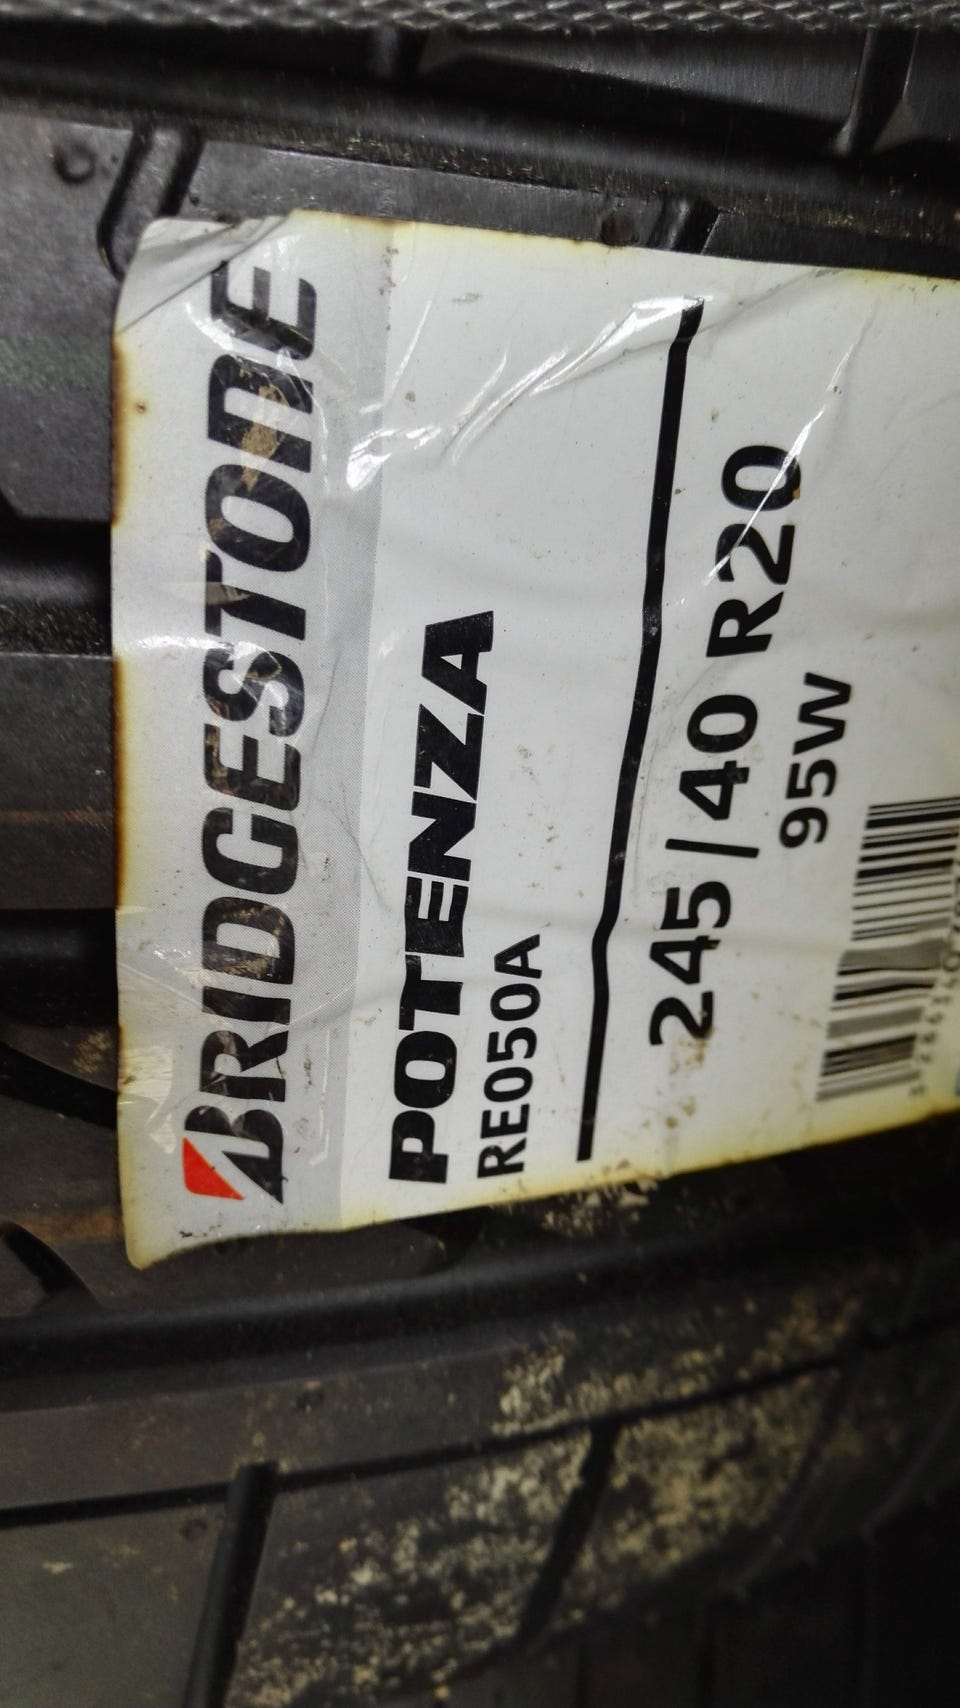 BRIDGESTONE
POTENZA
RE050A
245/40 R20
95W